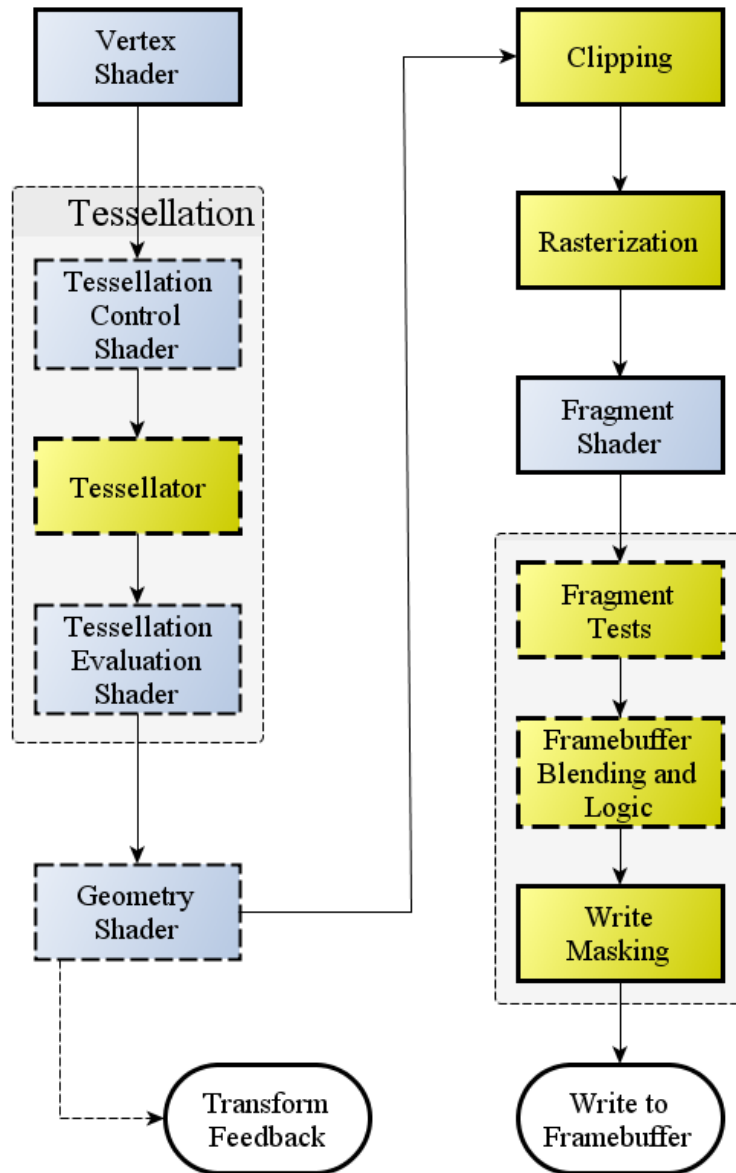 Vertex
Shader
Tessellation
Tessellation
Control
Shader
Tessellator
Tessellation
Evaluation
Shader
Geometry
Shader
Transform
Feedback
Clipping
Rasterization
Fragment
Shader
Fragment
Tests
Framebuffer
Blending and
Logic
Write
Masking
Write to
Framebuffer